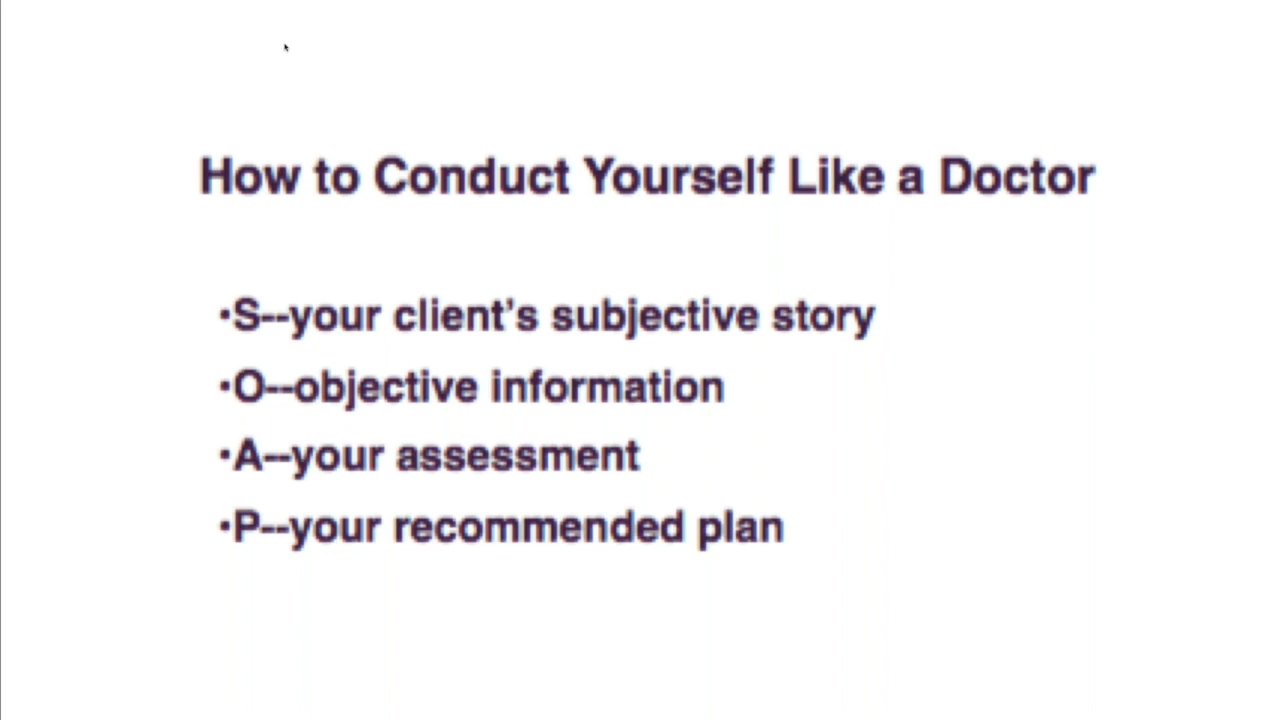 How to Conduct Yourself Like a Doctor
•S--your client’s subjective story
•O--objective information
•A--your assessment
•P--your recommended plan